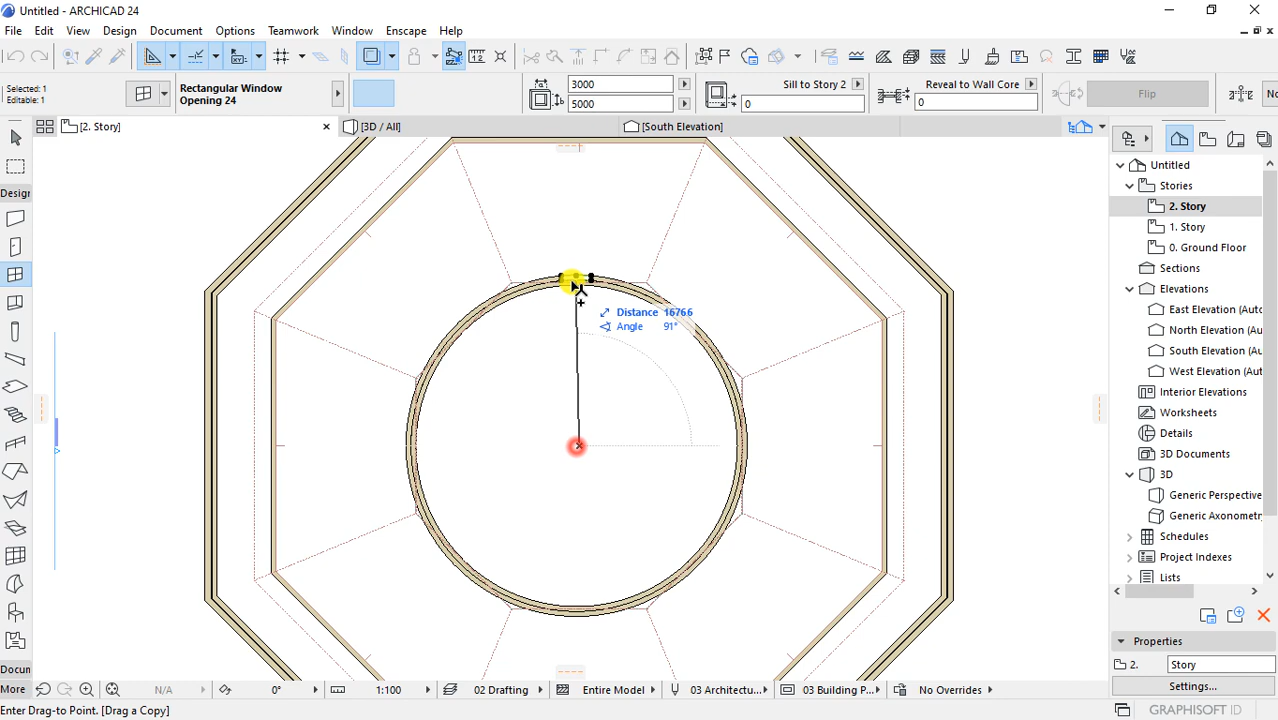 Untitled - ARCHICAD 24
File Edit View Design Document Options Teamwork Window Enscape Help
Selected: 1
Editable: 1
Rectangular Window
Opening 24
3000
5000
Sill to Story 2
0
Reveal to Wall Core
0
Flip
No
[2. Story]
[3D / All]
[South Elevation]
Design
Distance 16766
Angle 91°
Untitled
Stories
2. Story
1. Story
0. Ground Floor
Sections
Elevations
East Elevation (Auto
North Elevation (Aut
South Elevation (Aut
West Elevation (Aut
Interior Elevations
Worksheets
Details
3D Documents
3D
Generic Perspective
Generic Axonometr
Schedules
Project Indexes
Lists
Properties
2.
Story
Settings...
Docum
More
N/A
0°
1:100
02 Drafting
Entire Model
03 Architectu...
03 Building P...
No Overrides
Enter Drag-to Point. [Drag a Copy]
GRAPHISOFT ID